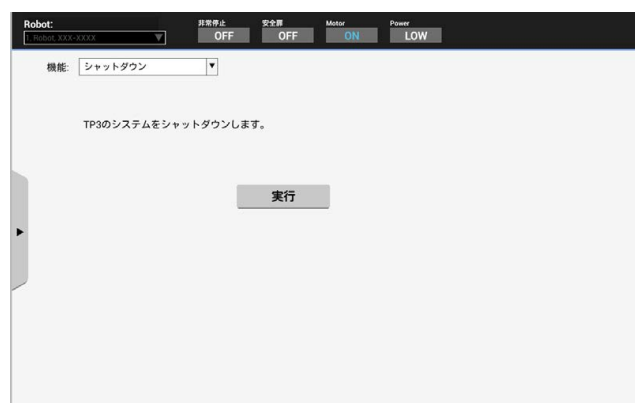 Robot:
1, Robot, XXX-XXXX
非常停止
OFF
安全扉
OFF
Motor
ON
Power
LOW
機能:
シャットダウン
TP3のシステムをシャットダウンします。
実行